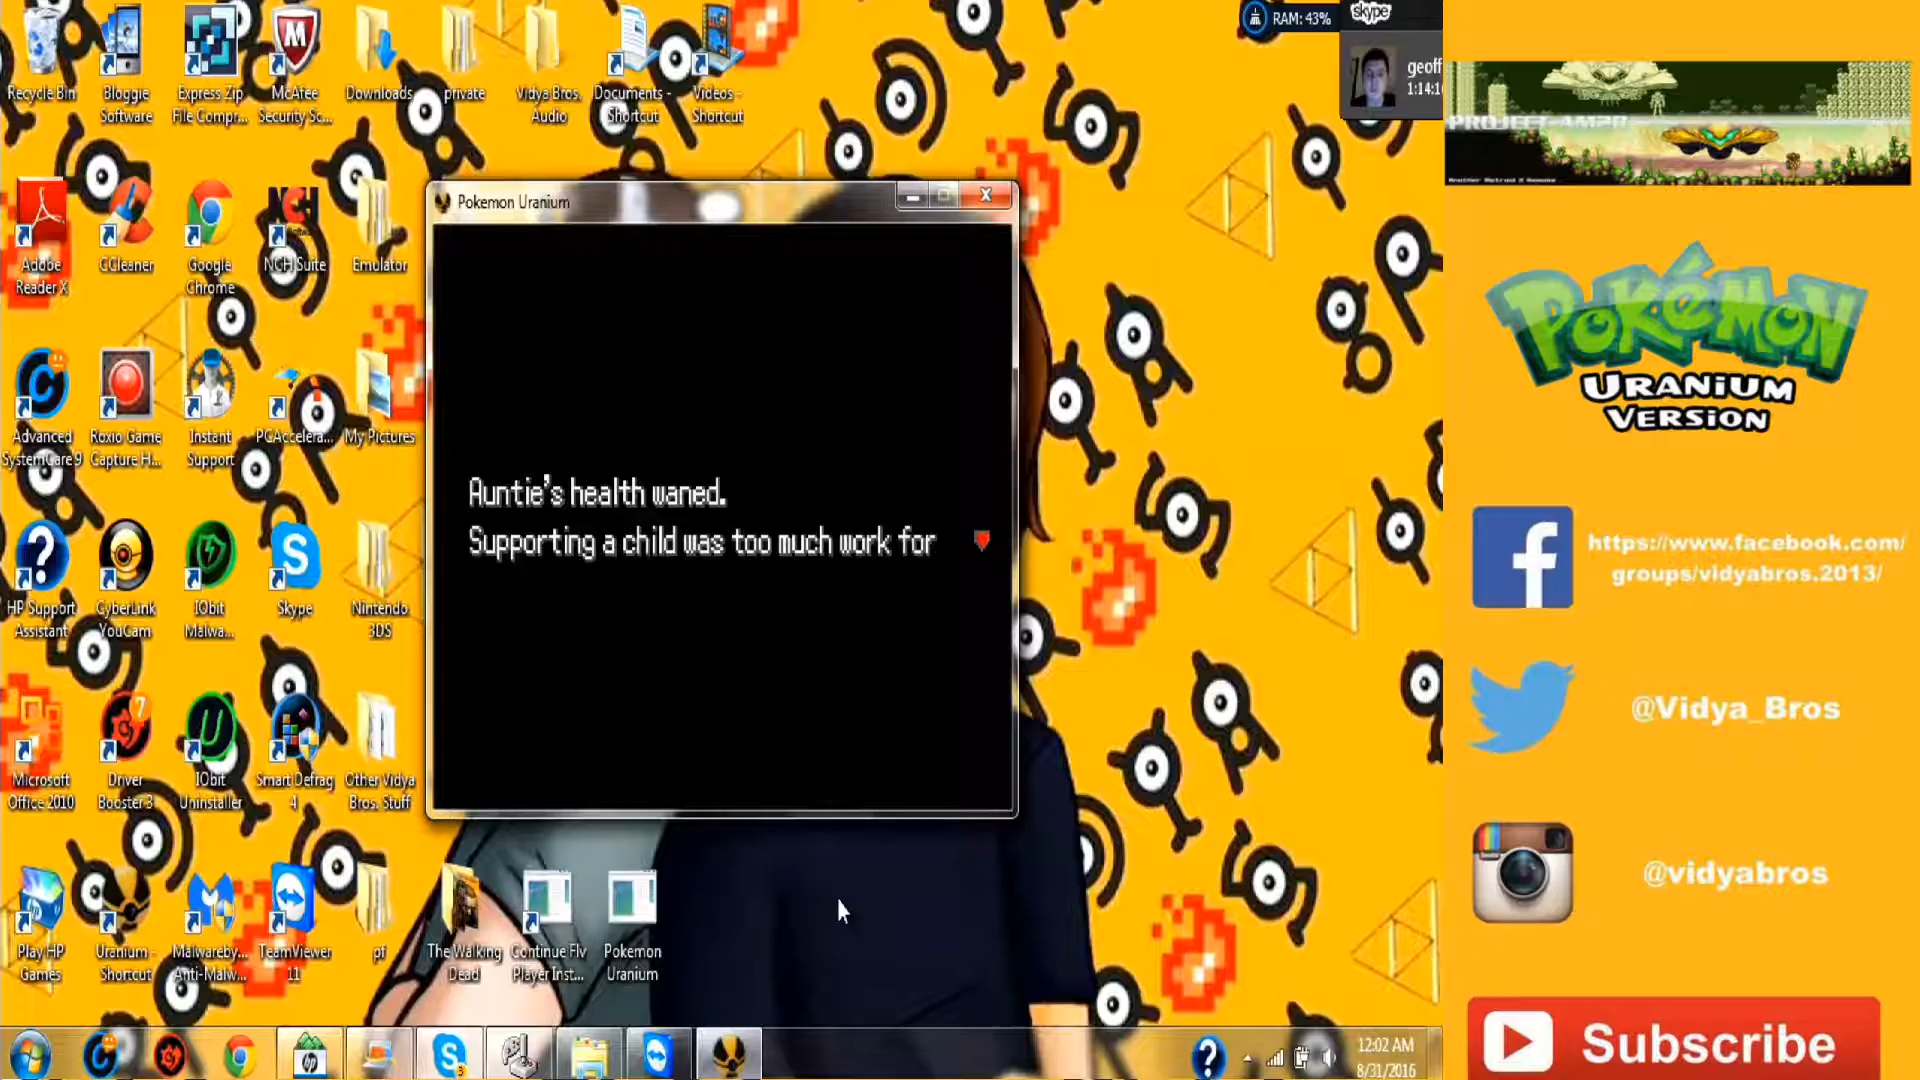 Recycle Bin
Bloggie
Software
Express Zip
File Compr...
McAfee
Security Sc...
Downloads
private
Vidya Bros.
Audio
Documents -
Shortcut
Videos -
Shortcut
RAM: 43%
skype
geoff
1:14:1
PROJECT-AM2R
Another Metroid 2 Remake
Pokemon Uranium
Adobe
Reader X
CCleaner
Google
Chrome
NCH Suite
Emulator
POKéMON
URANIUM
VERSION
Advanced
SystemCare 9
Roxio Game
Capture H...
Instant
Support
PCAccelera...
My Pictures
Auntie's health waned.
Supporting a child was too much work for
https://www.facebook.com/
groups/vidyabros.2013/
HP Support
Assistant
CyberLink
YouCam
IObit
Malwa...
Skype
Nintendo
3DS
@Vidya_Bros
Microsoft
Office 2010
Driver
Booster 3
IObit
Uninstaller
Smart Defrag
4
Other Vidya
Bros. Stuff
@vidyabros
Play HP
Games
Uranium -
Shortcut
Malwareby...
Anti-Malw...
TeamViewer
11
pf
The Walking
Dead
Continue Flv
Player Inst...
Pokemon
Uranium
12:02 AM
8/31/2016
Subscribe